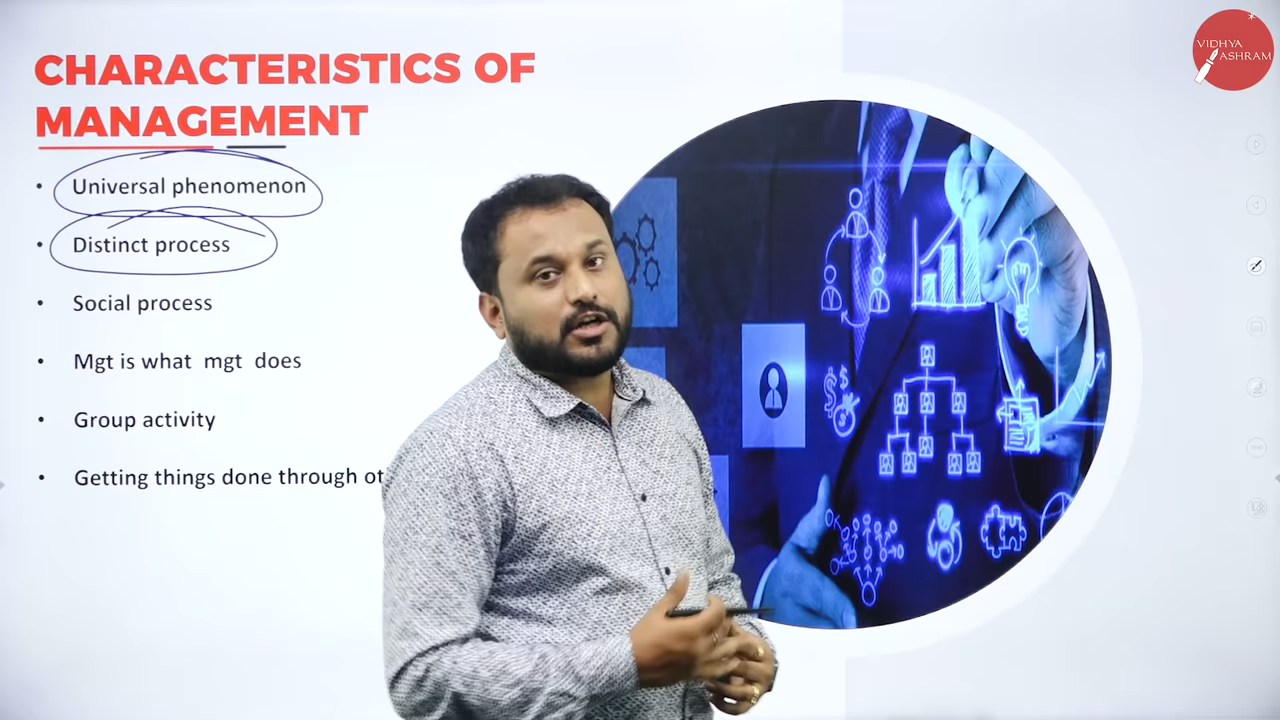 CHARACTERISTICS OF
MANAGEMENT
• Universal phenomenon
• Distinct process
• Social process
• Mgt is what mgt does
• Group activity
• Getting things done through ot
VIDHYA
ASHRAM